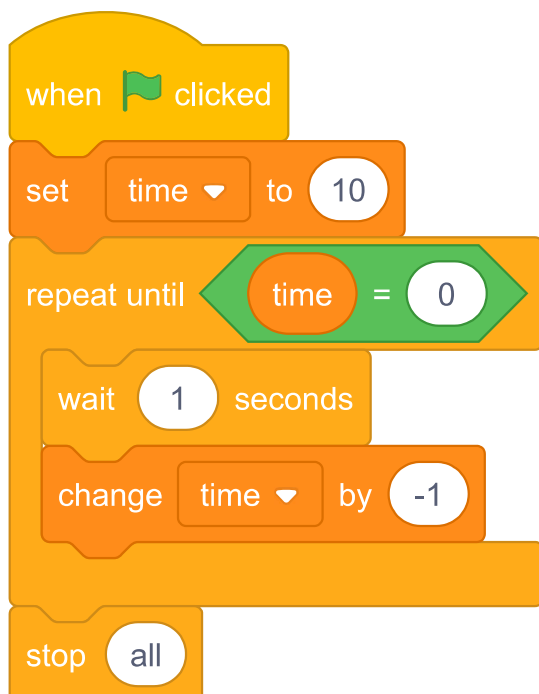 when clicked
set time to 10
repeat until time = 0
wait 1 seconds
change time by -1
stop all